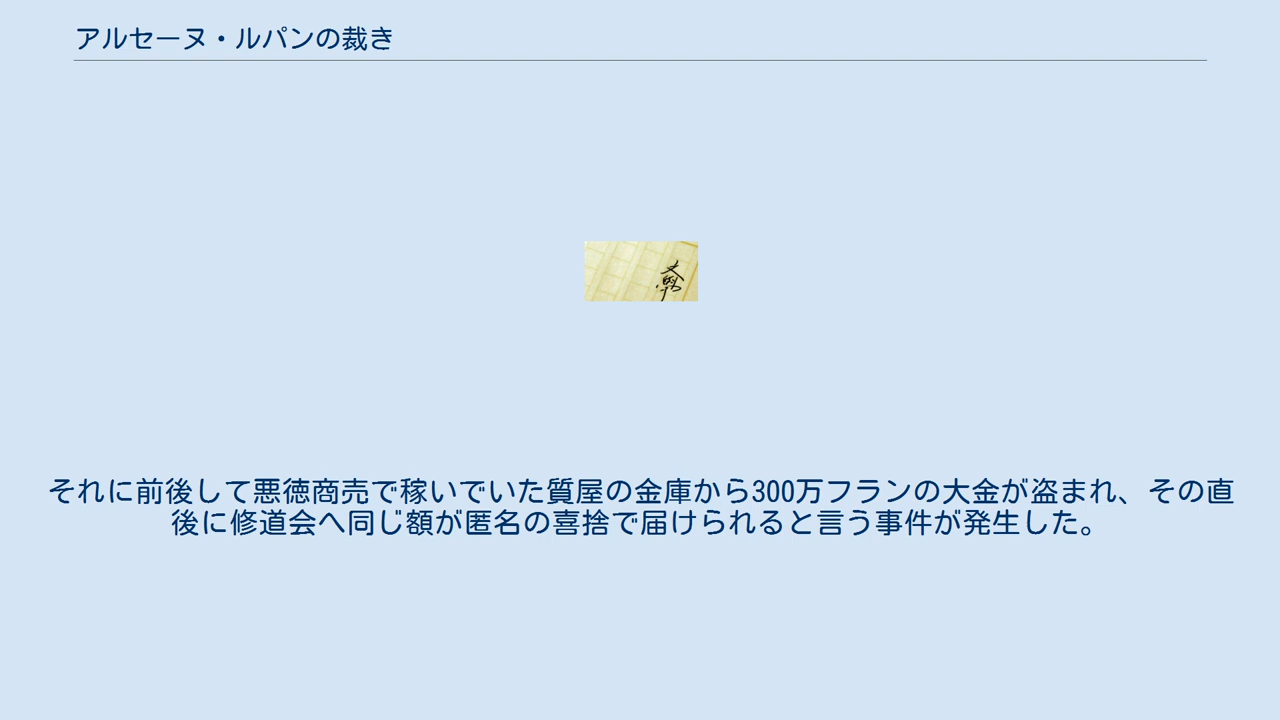 アルセーヌ・ルパンの裁き
それに前後して悪徳商売で稼いでいた質屋の金庫から300万フランの大金が盗まれ、その直
後に修道会へ同じ額が匿名の喜捨で届けられると言う事件が発生した。